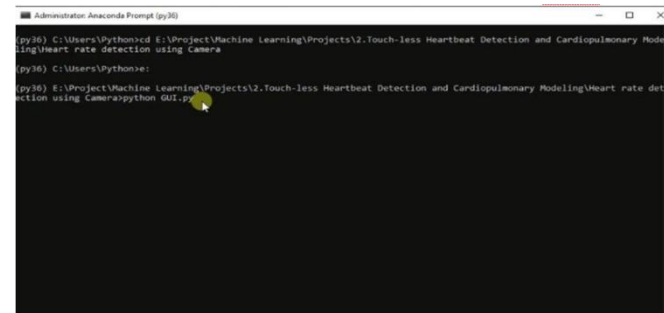 Administrator: Anaconda Prompt (py36)
(py36) C:\Users\Python>cd E:\Project\Machine Learning\Projects\2.Touch-less Heartbeat Detection and Cardiopulmonary Mode
ling\Heart rate detection using Camera
(py36) C:\Users\Python>e:
(py36) E:\Project\Machine Learning\Projects\2.Touch-less Heartbeat Detection and Cardiopulmonary Modeling\Heart rate det
ection using Camera>python GUI.py